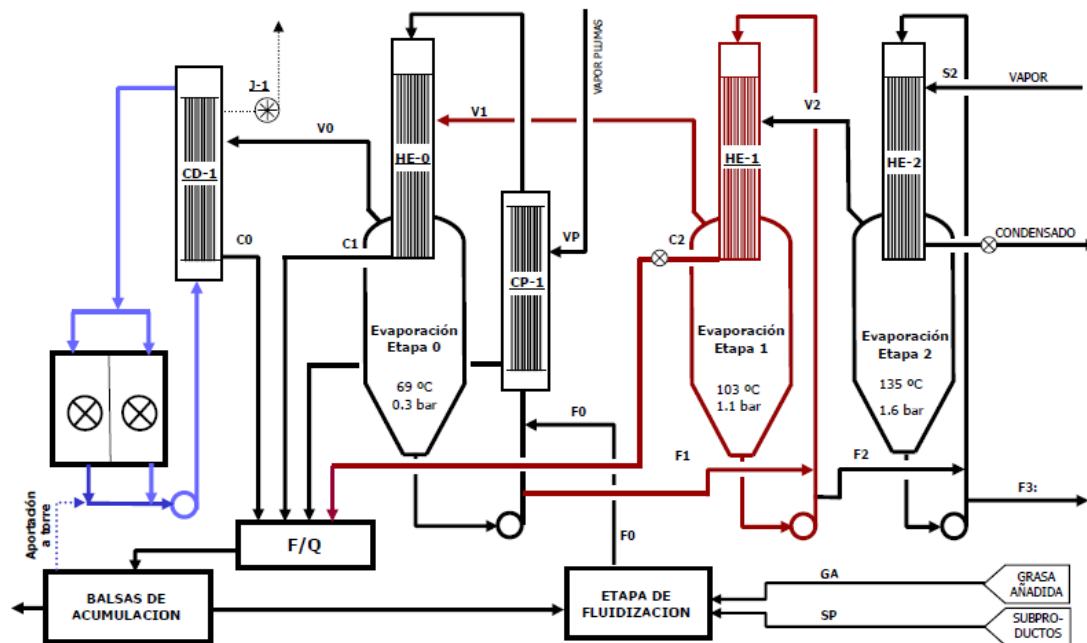 J-1
VAPOR PLUMAS
S2
VAPOR
V0
V1
V2
HE-0
HE-1
HE-2
CD-1
C0
C1
VP
C2
CONDENSADO
CP-1
Evaporación
Etapa 0
69 ºC
0.3 bar
Evaporación
Etapa 1
103 ºC
1.1 bar
Evaporación
Etapa 2
135 ºC
1.6 bar
F0
F1
F2
F3:
Aportación
a torre
F/Q
F0
BALSAS DE
ACUMULACION
ETAPA DE
FLUIDIZACION
GA
GRASA
AÑADIDA
SP
SUBPRO-
DUCTOS